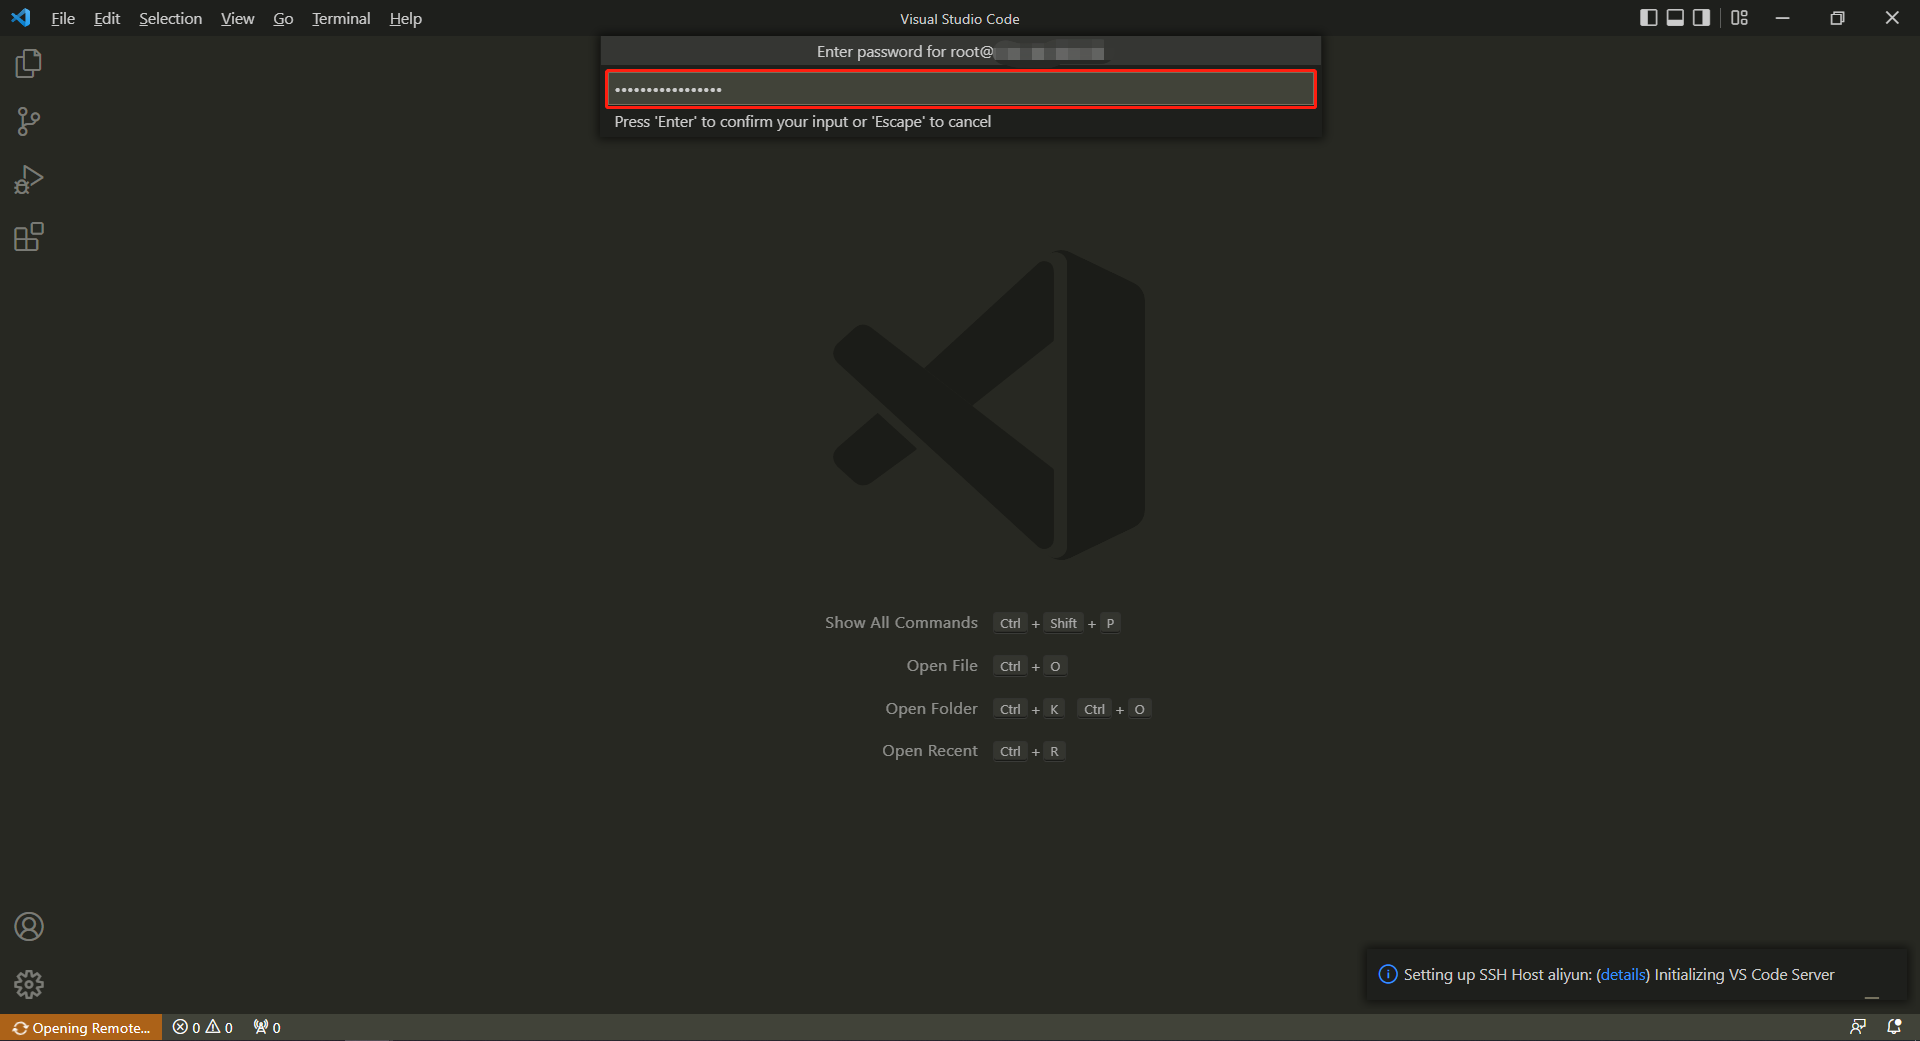 File Edit Selection View Go Terminal Help
Visual Studio Code
Enter password for root@
•••••••••••••••••
Press 'Enter' to confirm your input or 'Escape' to cancel
Show All Commands Ctrl + Shift + P
Open File Ctrl + O
Open Folder Ctrl + K Ctrl + O
Open Recent Ctrl + R
Setting up SSH Host aliyun: (details) Initializing VS Code Server
Opening Remote... 0 0 0